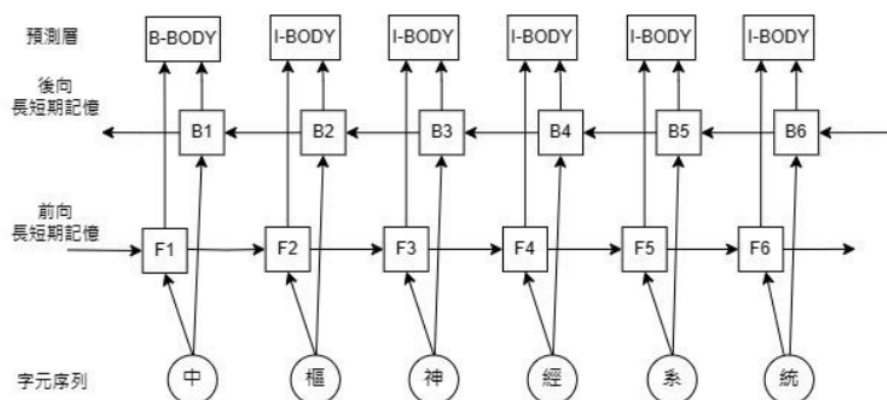 預測層
B-BODY I-BODY I-BODY I-BODY I-BODY I-BODY
後向
長短期記憶
B1 B2 B3 B4 B5 B6
前向
長短期記憶
F1 F2 F3 F4 F5 F6
字元序列 中 樞 神 經 系 統